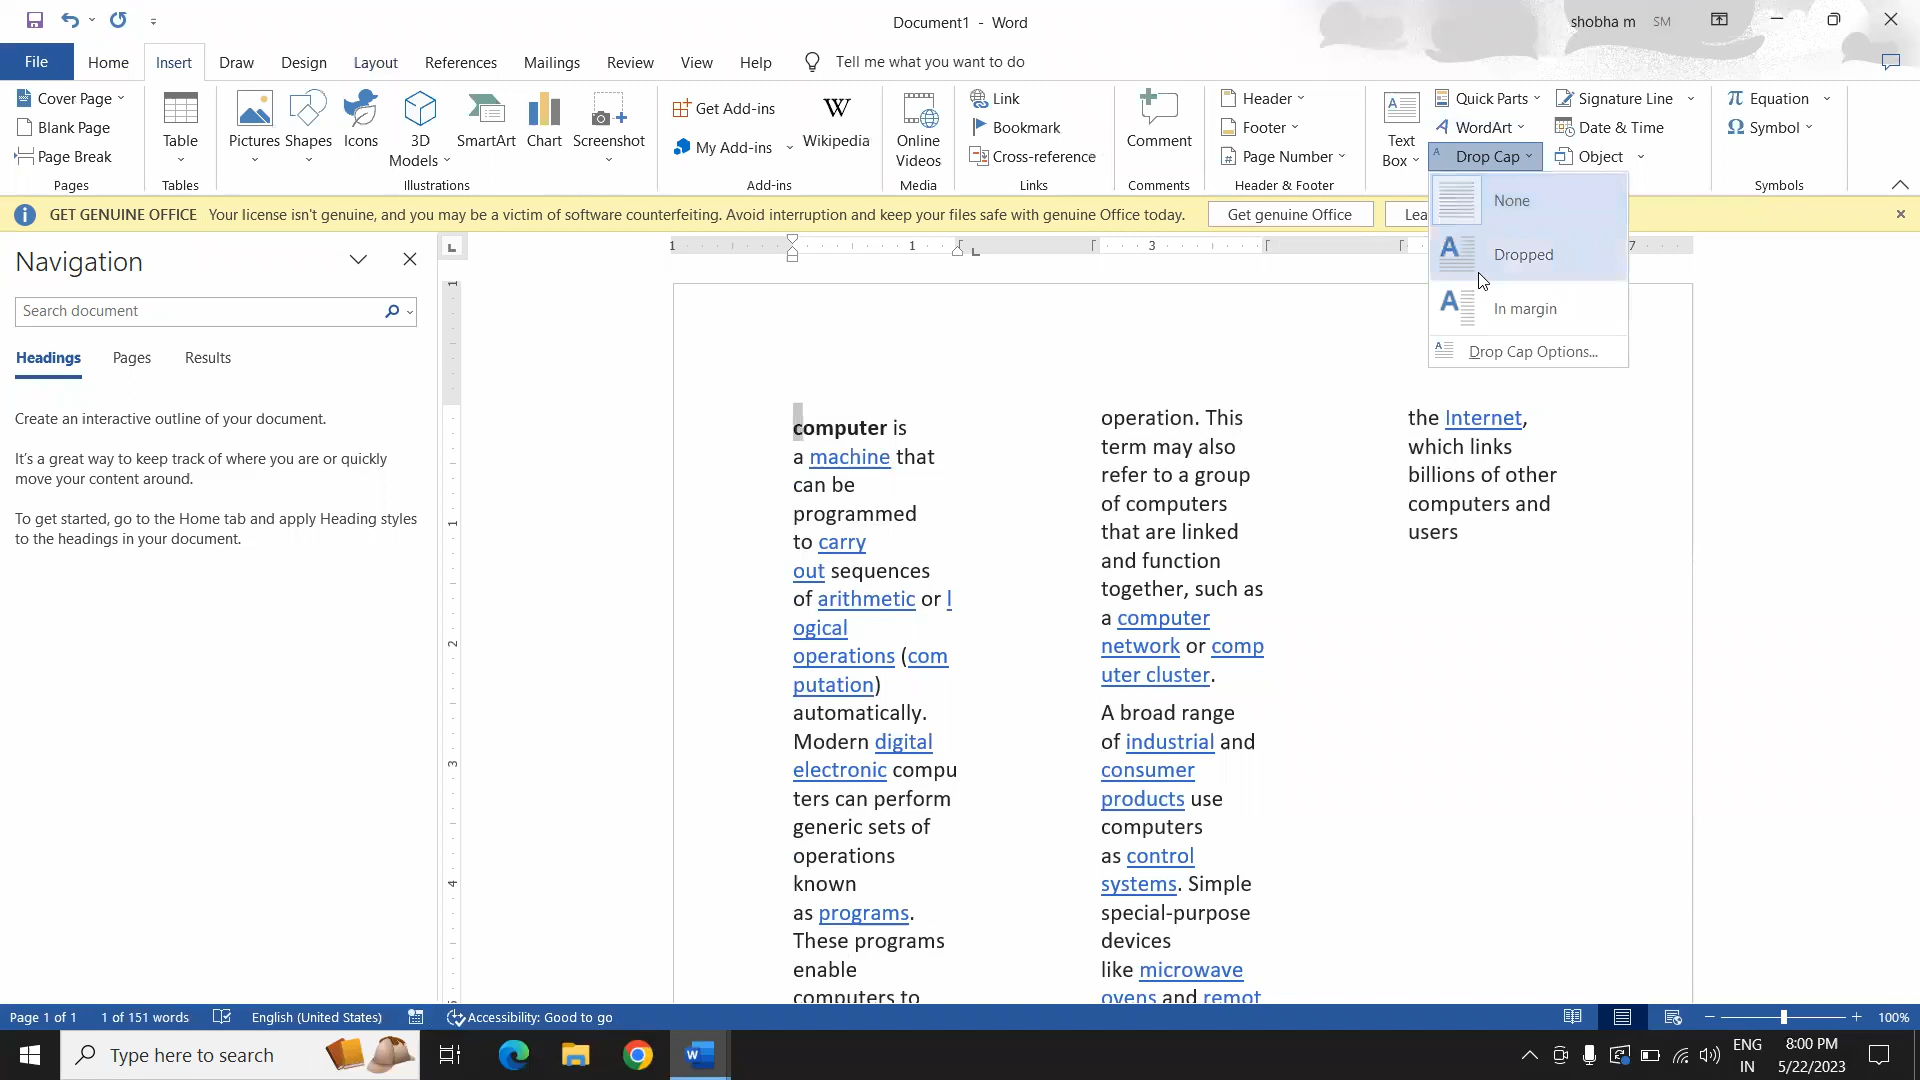 Document1 - Word
shobha m SM
File Home Insert Draw Design Layout References Mailings Review View Help Tell me what you want to do
Cover Page
Blank Page
Page Break
Pages
Table
Tables
Pictures Shapes Icons 3D Models SmartArt Chart Screenshot
Illustrations
Get Add-ins
My Add-ins
Wikipedia
Add-ins
Online Videos
Media
Link
Bookmark
Cross-reference
Links
Comment
Comments
Header
Footer
Page Number
Header & Footer
Text Box
Quick Parts
WordArt
Drop Cap
Signature Line
Date & Time
Object
Equation
Symbol
Symbols
GET GENUINE OFFICE Your license isn't genuine, and you may be a victim of software counterfeiting. Avoid interruption and keep your files safe with genuine Office today. Get genuine Office Lea
None
Dropped
In margin
Drop Cap Options...
1 1 3 7
Navigation
Search document
Headings Pages Results
Create an interactive outline of your document.
It's a great way to keep track of where you are or quickly
move your content around.
To get started, go to the Home tab and apply Heading styles
to the headings in your document.
1
1
2
3
4
computer is
a machine that
can be
programmed
to carry
out sequences
of arithmetic or l
ogical
operations (com
putation)
automatically.
Modern digital
electronic compu
ters can perform
generic sets of
operations
known
as programs.
These programs
enable
computers to
operation. This
term may also
refer to a group
of computers
that are linked
and function
together, such as
a computer
network or comp
uter cluster.
A broad range
of industrial and
consumer
products use
computers
as control
systems. Simple
special-purpose
devices
like microwave
ovens and remot
the Internet,
which links
billions of other
computers and
users
Page 1 of 1 1 of 151 words English (United States) Accessibility: Good to go 100%
Type here to search
ENG
IN
8:00 PM
5/22/2023